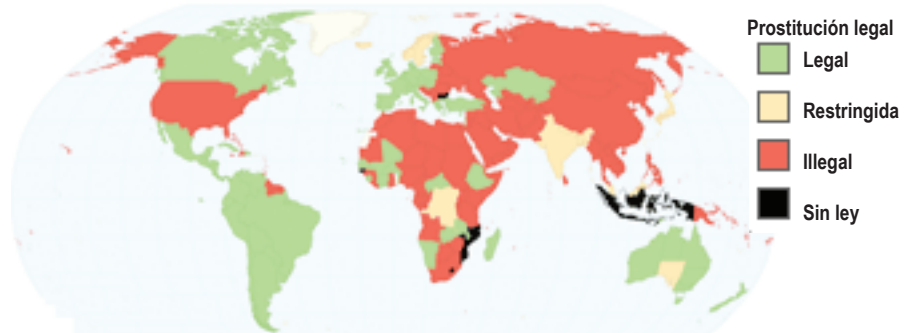 Prostitución legal
Legal
Restringida
Illegal
Sin ley